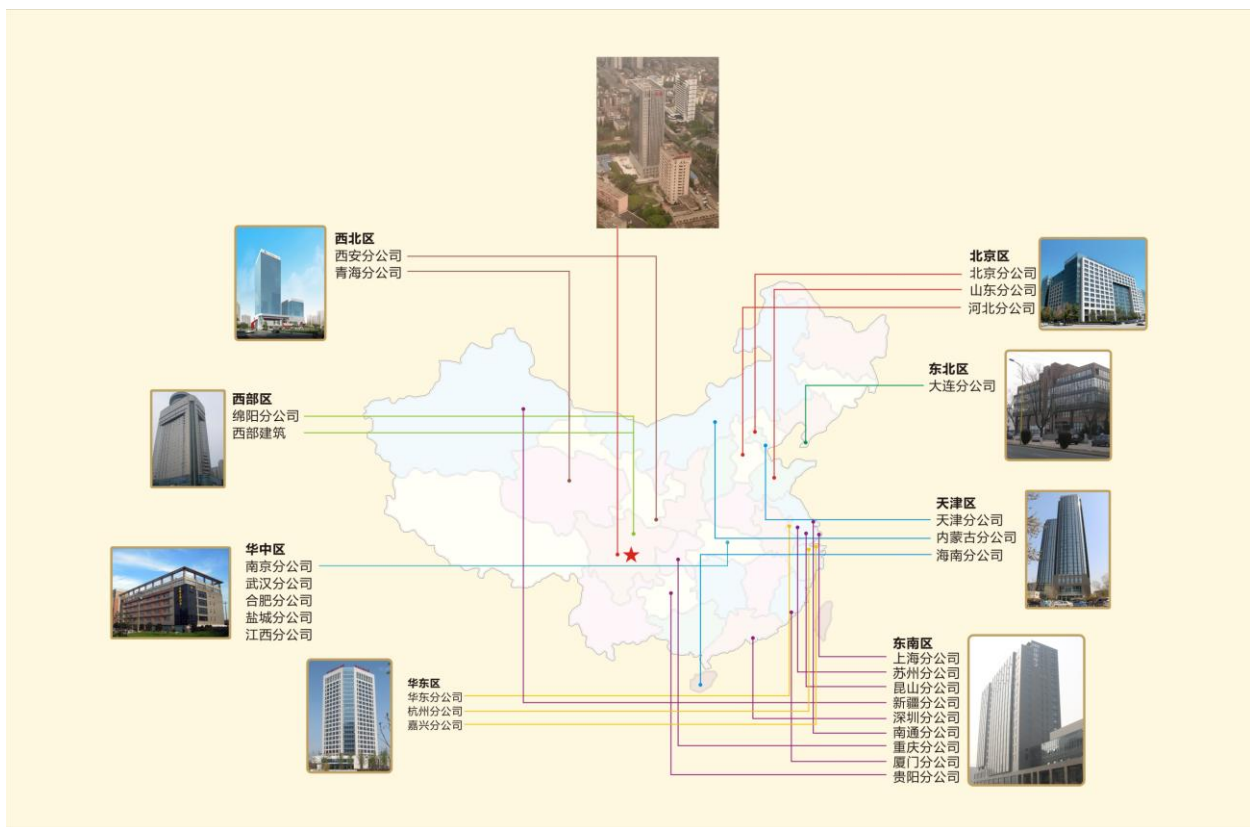 西北区
西安分公司
青海分公司
北京区
北京分公司
山东分公司
河北分公司
东北区
大连分公司
西部区
绵阳分公司
西部建筑
天津区
天津分公司
内蒙古分公司
海南分公司
华中区
南京分公司
武汉分公司
合肥分公司
盐城分公司
江西分公司
东南区
上海分公司
苏州分公司
昆山分公司
新疆分公司
深圳分公司
南通分公司
重庆分公司
厦门分公司
贵阳分公司
华东区
华东分公司
杭州分公司
嘉兴分公司